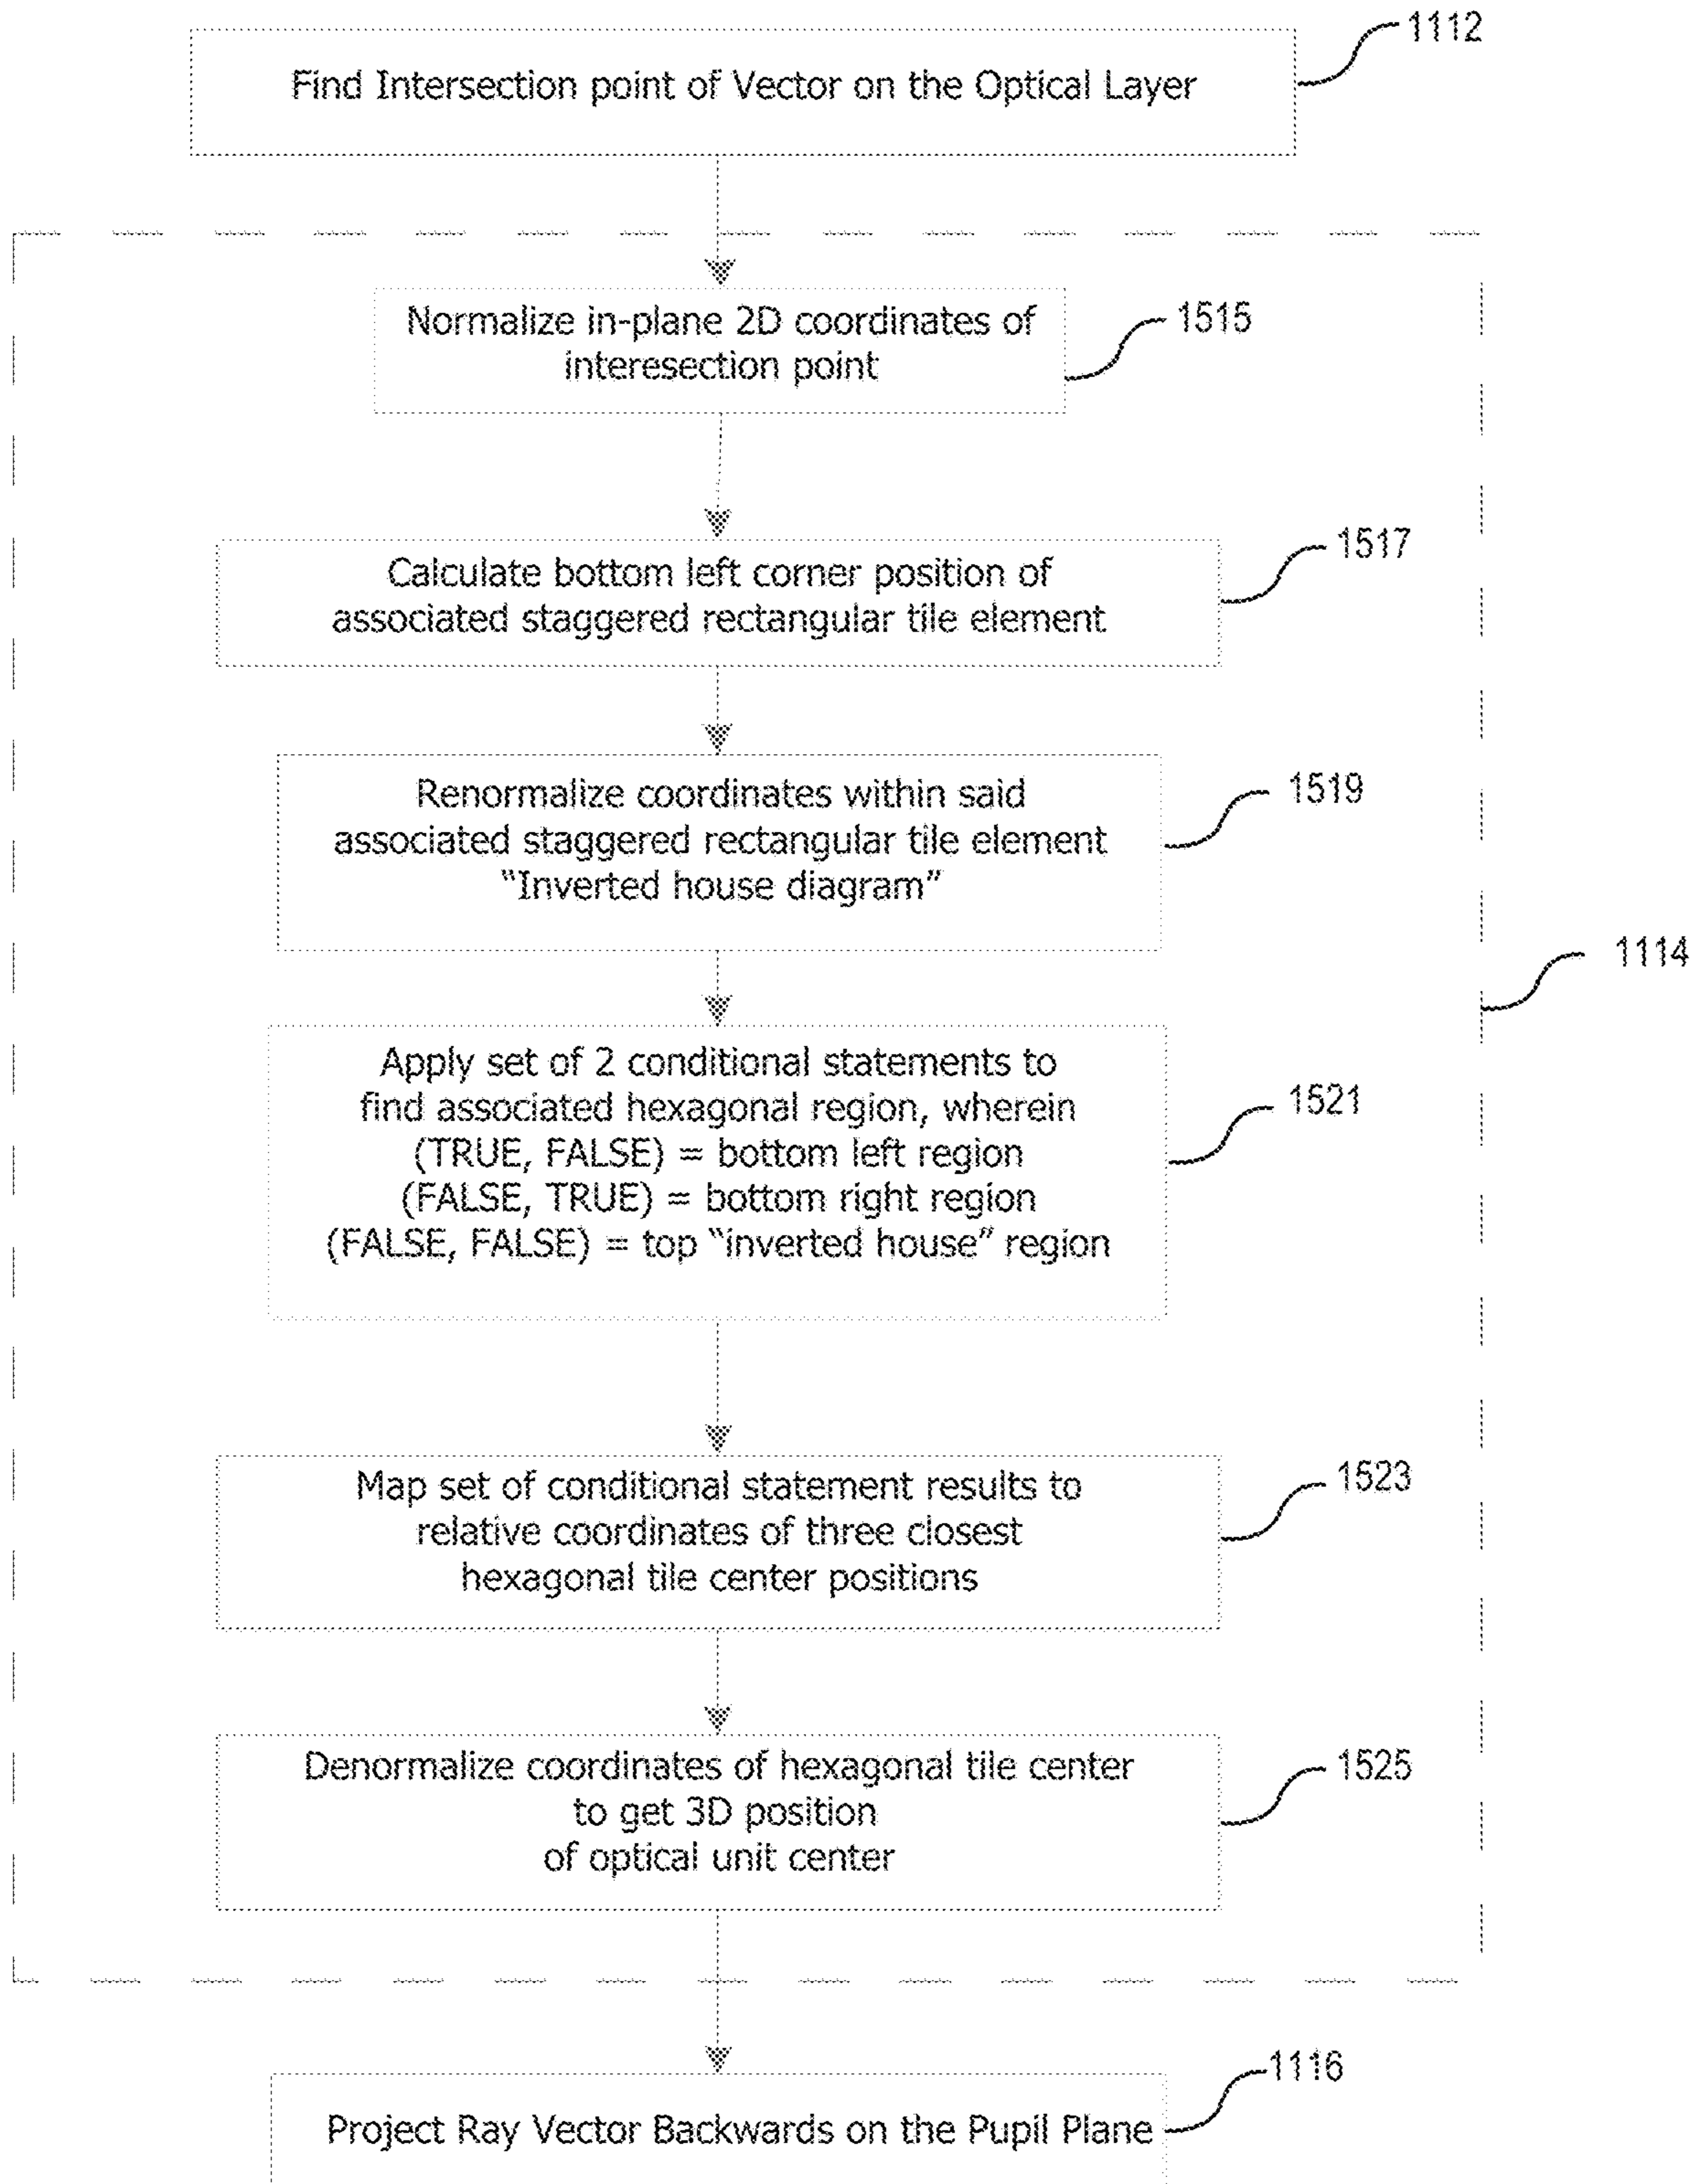 1112
Find Intersection point of Vector on the Optical Layer
Normalize in-plane 2D coordinates of
interesection point
1515
Calculate bottom left corner position of
associated staggered rectangular tile element
1517
Renormalize coordinates within said
associated staggered rectangular tile element
“Inverted house diagram”
1519
1114
Apply set of 2 conditional statements to
find associated hexagonal region, wherein
(TRUE, FALSE) = bottom left region
(FALSE, TRUE) = bottom right region
(FALSE, FALSE) = top “inverted house” region
1521
Map set of conditional statement results to
relative coordinates of three closest
hexagonal tile center positions
1523
Denormalize coordinates of hexagonal tile center
to get 3D position
of optical unit center
1525
1116
Project Ray Vector Backwards on the Pupil Plane